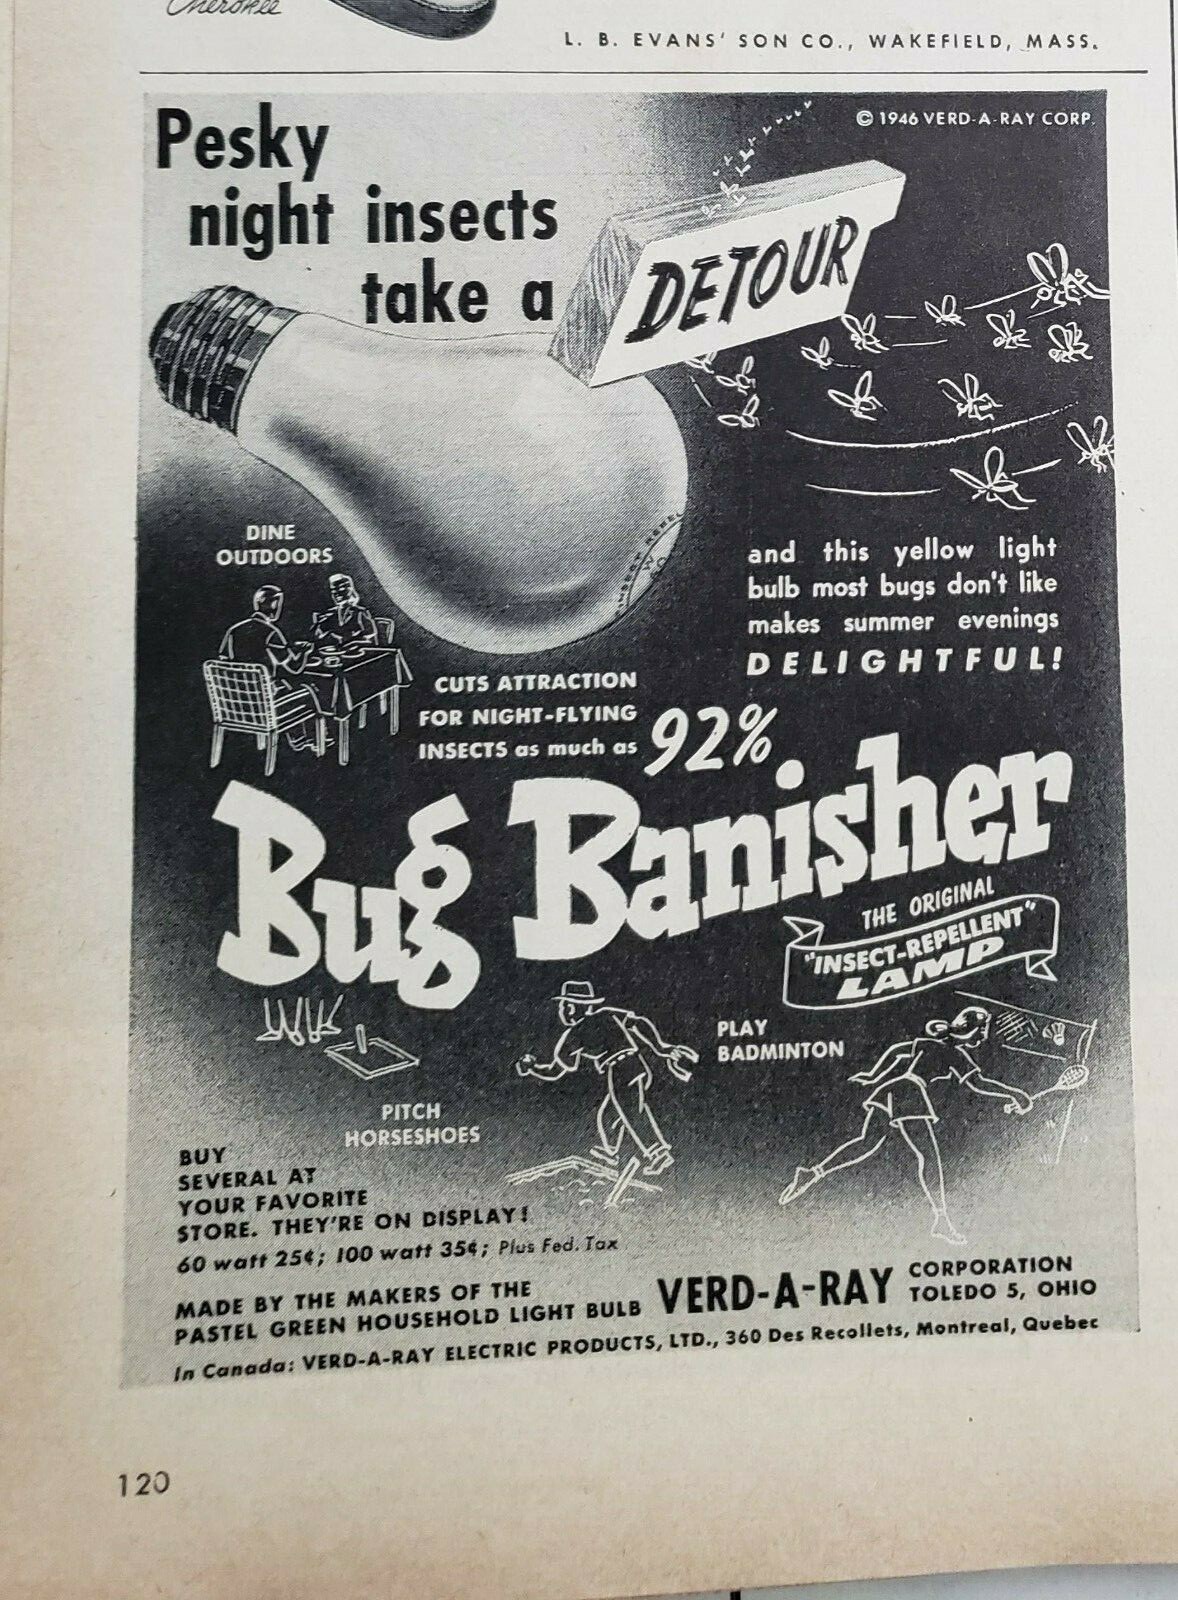 Cherokee
L. B. EVANS' SON CO., WAKEFIELD, MASS.
© 1946 VERD-A-RAY CORP.
Pesky
night insects
take a
DETOUR
DINE
OUTDOORS
W
60
and this yellow light
bulb most bugs don't like
makes summer evenings
DELIGHTFUL!
CUTS ATTRACTION
FOR NIGHT-FLYING
INSECTS as much as 92%
Bug Banisher
THE ORIGINAL
"INSECT-REPELLENT"
LAMP
PLAY
BADMINTON
PITCH
HORSESHOES
BUY
SEVERAL AT
YOUR FAVORITE
STORE. THEY'RE ON DISPLAY!
60 watt 25¢; 100 watt 35¢; Plus Fed. Tax
MADE BY THE MAKERS OF THE
PASTEL GREEN HOUSEHOLD LIGHT BULB
VERD-A-RAY
CORPORATION
TOLEDO 5, OHIO
In Canada: VERD-A-RAY ELECTRIC PRODUCTS, LTD., 360 Des Recollets, Montreal, Quebec
120